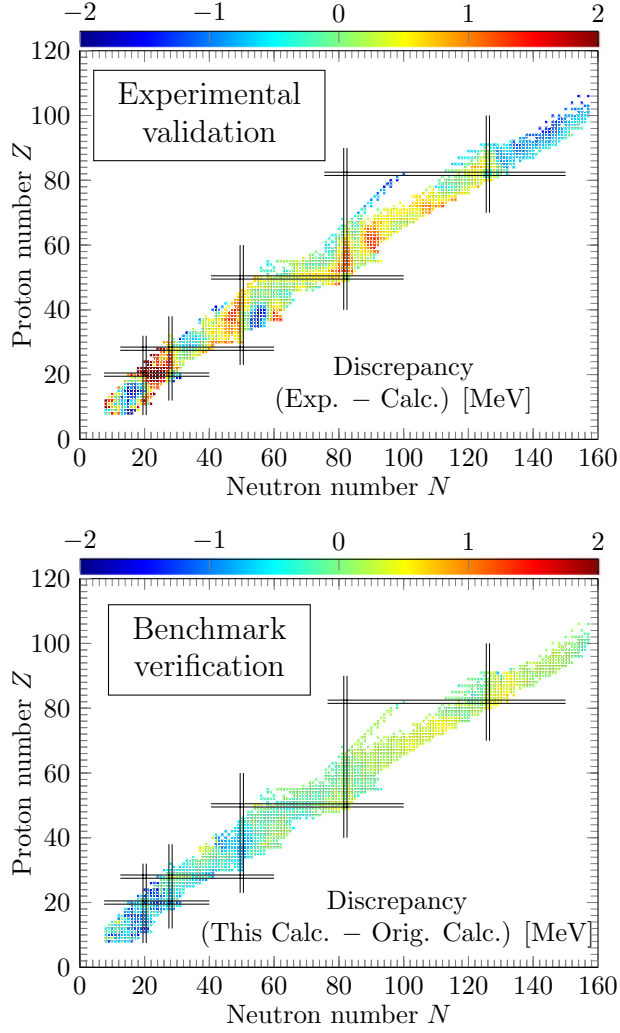 −2 −1 0 1 2
120
100
80
60
40
20
0
Proton number Z
Experimental
validation
Discrepancy
(Exp. − Calc.) [MeV]
0 20 40 60 80 100 120 140 160
Neutron number N
−2 −1 0 1 2
120
100
80
60
40
20
0
Proton number Z
Benchmark
verification
Discrepancy
(This Calc. − Orig. Calc.) [MeV]
0 20 40 60 80 100 120 140 160
Neutron number N